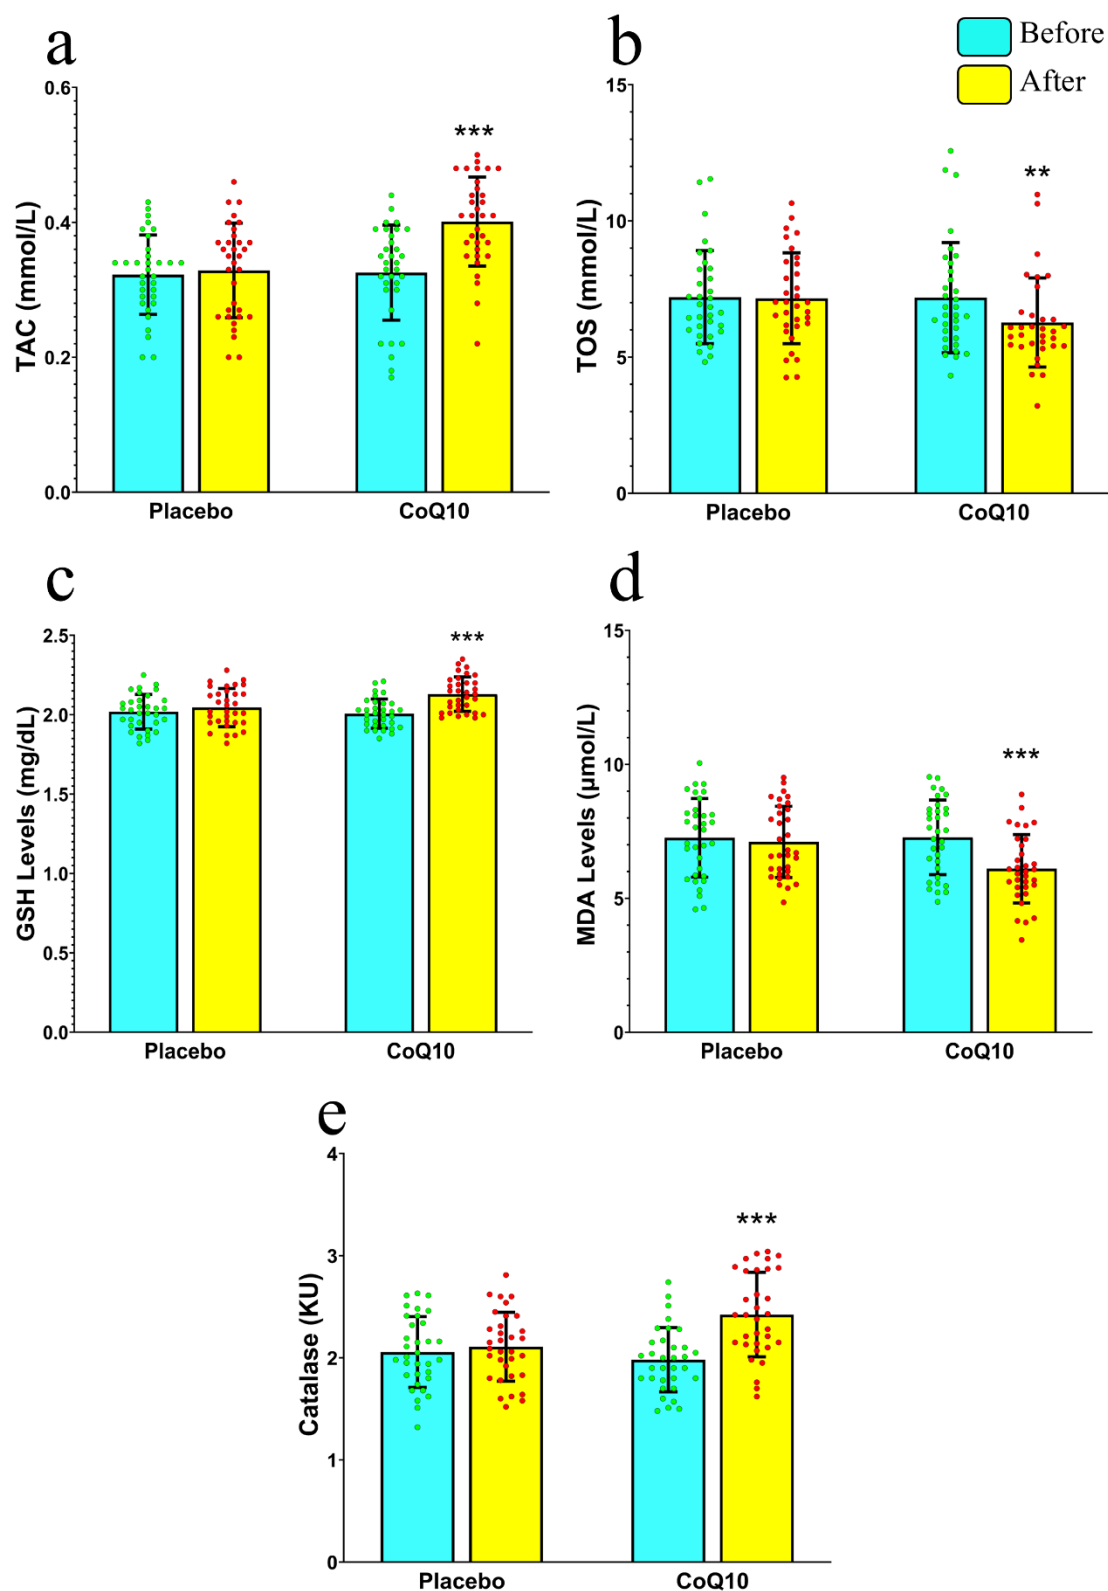 a
TAC (mmol/L)
0.6
0.4
0.2
0.0
***
Placebo
CoQ10
b
Before
After
TOS (mmol/L)
15
10
5
0
**
Placebo
CoQ10
c
GSH Levels (mg/dL)
2.5
2.0
1.5
1.0
0.5
0.0
***
Placebo
CoQ10
d
MDA Levels (μmol/L)
15
10
5
0
***
Placebo
CoQ10
e
Catalase (KU)
4
3
2
1
0
***
Placebo
CoQ10